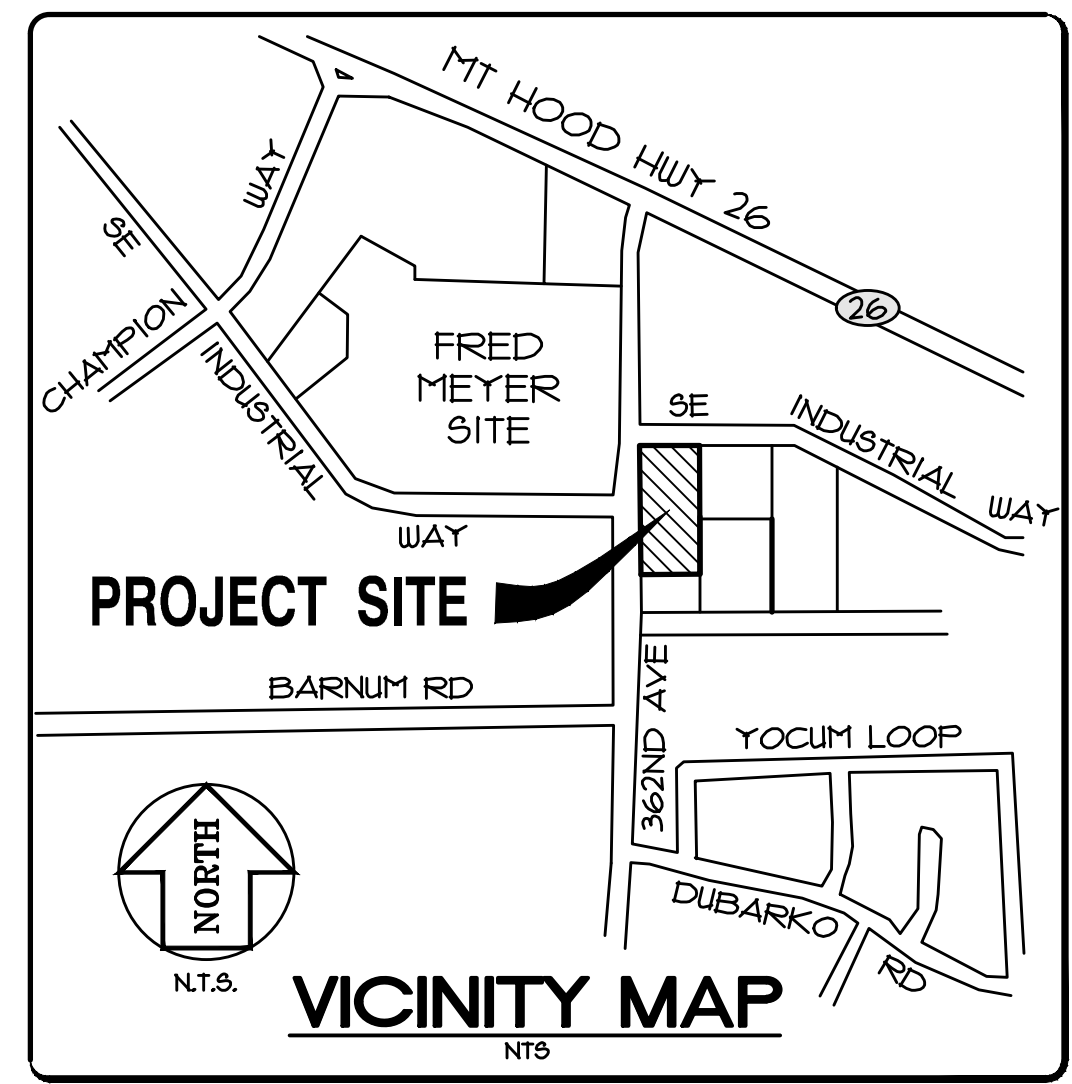 MT HOOD HWY 26
WAY
SE
26
CHAMPION
INDUSTRIAL
FRED
MEYER
SITE
SE INDUSTRIAL WAY
WAY
PROJECT SITE
BARNUM RD
362ND AVE
YOCUM LOOP
NORTH
DUBARKO RD
N.T.S.
VICINITY MAP
NTS